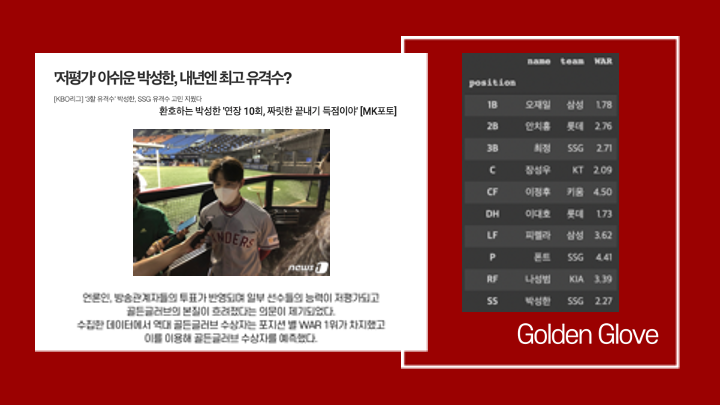 '저평가' 아쉬운 박성한, 내년엔 최고 유격수?
[KBO리그] '3할 유격수' 박성한, SSG 유격수 고민 지웠다
환호하는 박성한 '연장 10회, 짜릿한 끝내기 득점이야' [MK포토]
NDERS
news1
언론인, 방송관계자들의 투표가 반영되며 일부 선수들의 능력이 저평가되고
골든글러브의 본질이 흐려졌다는 의문이 제기되었다.
수집한 데이터에서 역대 골든글러브 수상자는 포지션 별 WAR 1위가 차지했고
이를 이용해 골든글러브 수상자를 예측했다.
name team WAR
position
1B 오재일 삼성 1.78
2B 안치홍 롯데 2.76
3B 최정 SSG 2.71
C 장성우 KT 2.09
CF 이정후 키움 4.50
DH 이대호 롯데 1.73
LF 피렐라 삼성 3.62
P 폰트 SSG 4.41
RF 나성범 KIA 3.39
SS 박성한 SSG 2.27
Golden Glove